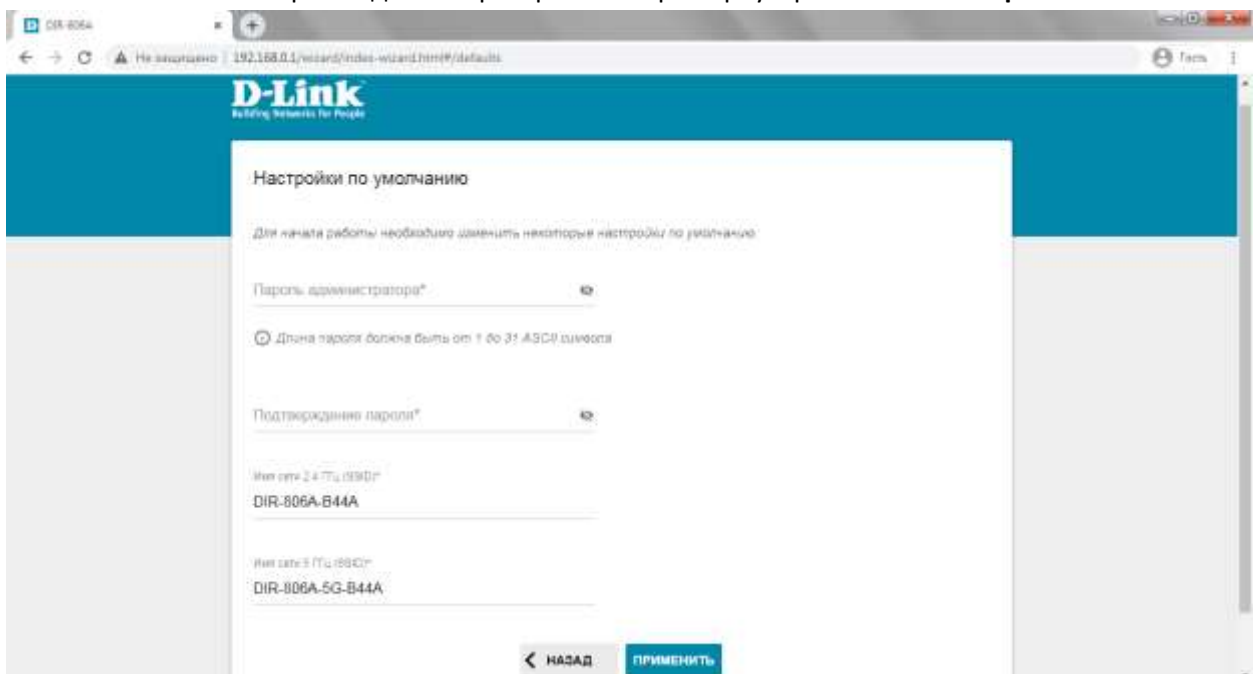 DIR-806A
Не защищено 192.168.0.1/wizard/index-wizard.html#/defaults
Гость
D-Link
Building Networks for People
Настройки по умолчанию
Для начала работы необходимо изменить некоторые настройки по умолчанию
Пароль администратора*
Длина пароля должна быть от 1 до 31 ASCII символа
Подтверждение пароля*
Имя сети 2.4 ГГц (SSID)*
DIR-806A-B44A
Имя сети 5 ГГц (SSID)*
DIR-806A-5G-B44A
НАЗАД ПРИМЕНИТЬ